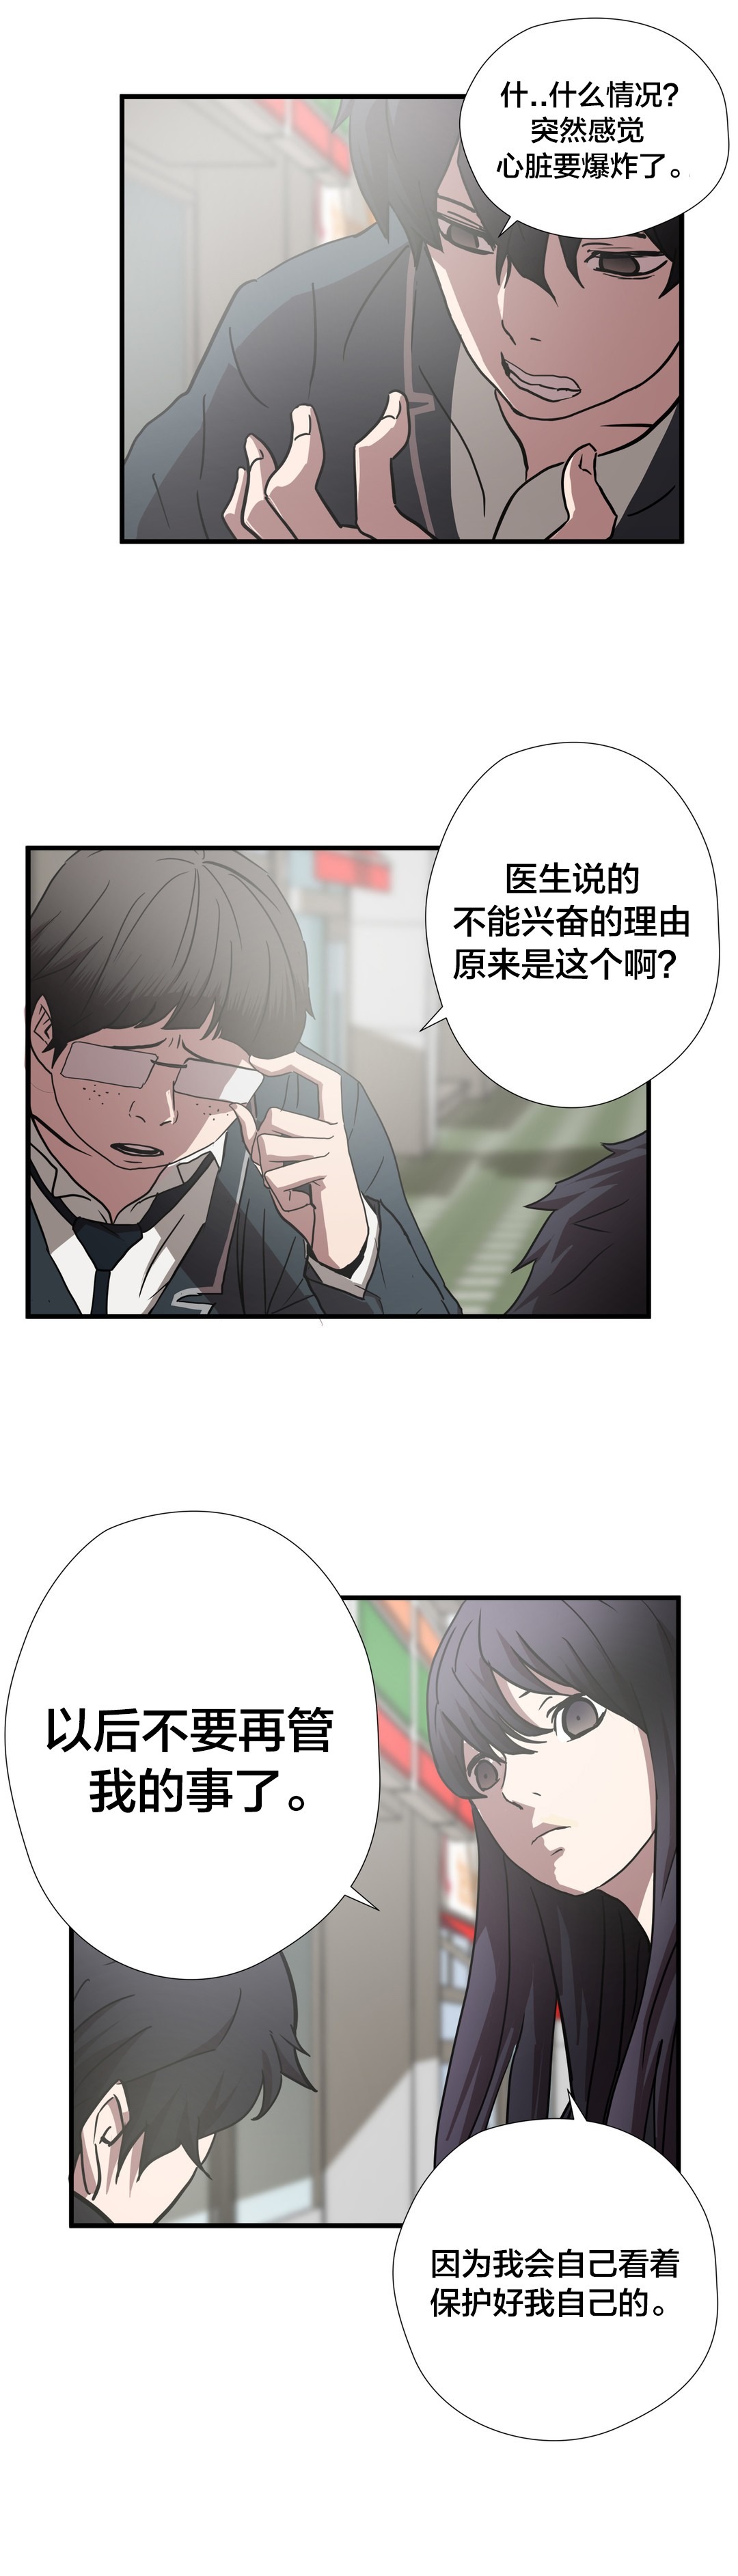 什..什么情况?
突然感觉
心脏要爆炸了。
医生说的
不能兴奋的理由
原来是这个啊?
以后不要再管
我的事了。
因为我会自己看着
保护好我自己的。